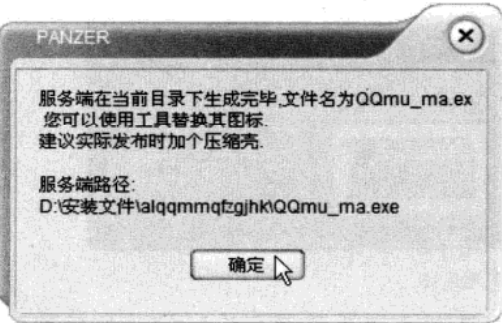 PANZER
服务端在当前目录下生成完毕,文件名为QQmu_ma.ex
您可以使用工具替换其图标.
建议实际发布时加个压缩壳.
服务端路径:
D:\安装文件\alqqmmqfzgjhk\QQmu_ma.exe
确定